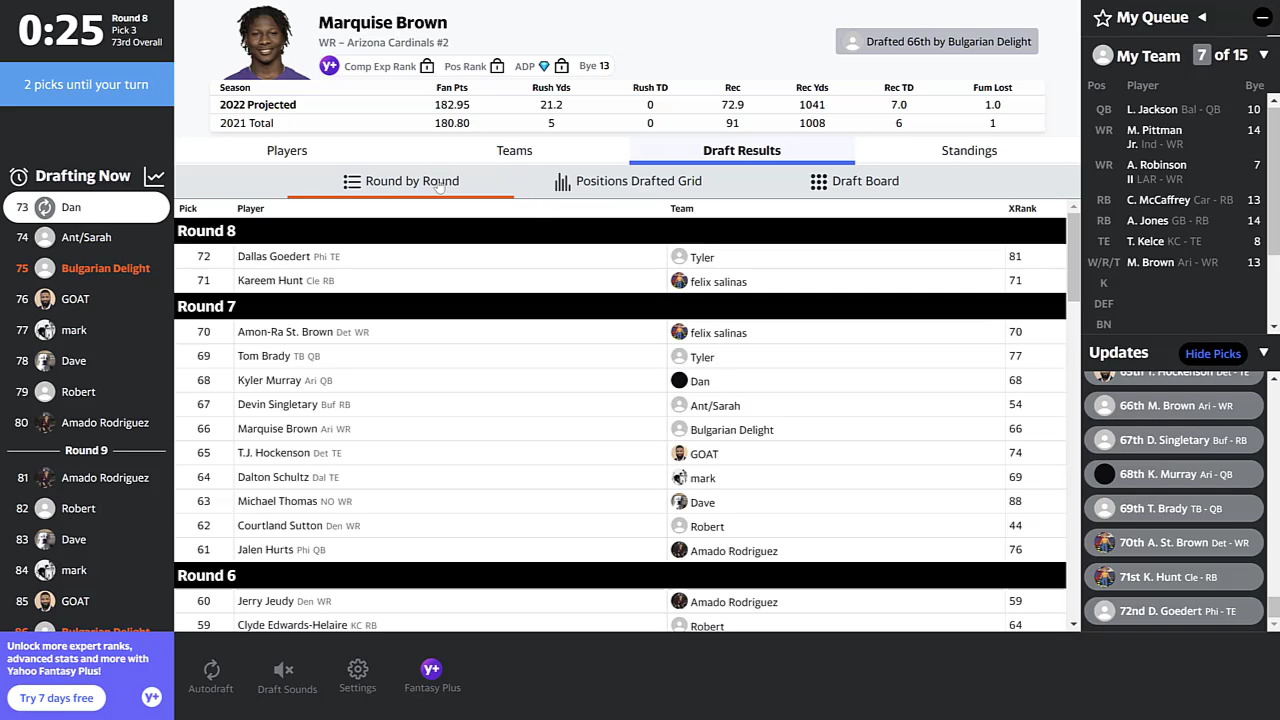 0:25
Round 8
Pick 3
73rd Overall
2 picks until your turn
Drafting Now
73 Dan
74 Ant/Sarah
75 Bulgarian Delight
76 GOAT
77 mark
78 Dave
79 Robert
80 Amado Rodriguez
Round 9
81 Amado Rodriguez
82 Robert
83 Dave
84 mark
85 GOAT
86 Bulgarian Delight
Unlock more expert ranks,
advanced stats and more with
Yahoo Fantasy Plus!
Try 7 days free
y+
Marquise Brown
WR – Arizona Cardinals #2
y+ Comp Exp Rank Pos Rank ADP Bye 13
Drafted 66th by Bulgarian Delight
Season Fan Pts Rush Yds Rush TD Rec Rec Yds Rec TD Fum Lost
2022 Projected 182.95 21.2 0 72.9 1041 7.0 1.0
2021 Total 180.80 5 0 91 1008 6 1
Players Teams Draft Results Standings
Round by Round Positions Drafted Grid Draft Board
Pick Player Team XRank
Round 8
72 Dallas Goedert Phi TE Tyler 81
71 Kareem Hunt Cle RB felix salinas 71
Round 7
70 Amon-Ra St. Brown Det WR felix salinas 70
69 Tom Brady TB QB Tyler 77
68 Kyler Murray Ari QB Dan 68
67 Devin Singletary Buf RB Ant/Sarah 54
66 Marquise Brown Ari WR Bulgarian Delight 66
65 T.J. Hockenson Det TE GOAT 74
64 Dalton Schultz Dal TE mark 69
63 Michael Thomas NO WR Dave 88
62 Courtland Sutton Den WR Robert 44
61 Jalen Hurts Phi QB Amado Rodriguez 76
Round 6
60 Jerry Jeudy Den WR Amado Rodriguez 59
59 Clyde Edwards-Helaire KC RB Robert 64
Autodraft
Draft Sounds
Settings
y+
Fantasy Plus
My Queue
My Team 7 of 15
Pos Player Bye
QB L. Jackson Bal - QB 10
WR M. Pittman 14
Jr. Ind - WR
WR A. Robinson 7
II LAR - WR
RB C. McCaffrey Car - RB 13
RB A. Jones GB - RB 14
TE T. Kelce KC - TE 8
W/R/T M. Brown Ari - WR 13
K
DEF
BN
Updates Hide Picks
65th T. Hockenson Det - TE
66th M. Brown Ari - WR
67th D. Singletary Buf - RB
68th K. Murray Ari - QB
69th T. Brady TB - QB
70th A. St. Brown Det - WR
71st K. Hunt Cle - RB
72nd D. Goedert Phi - TE